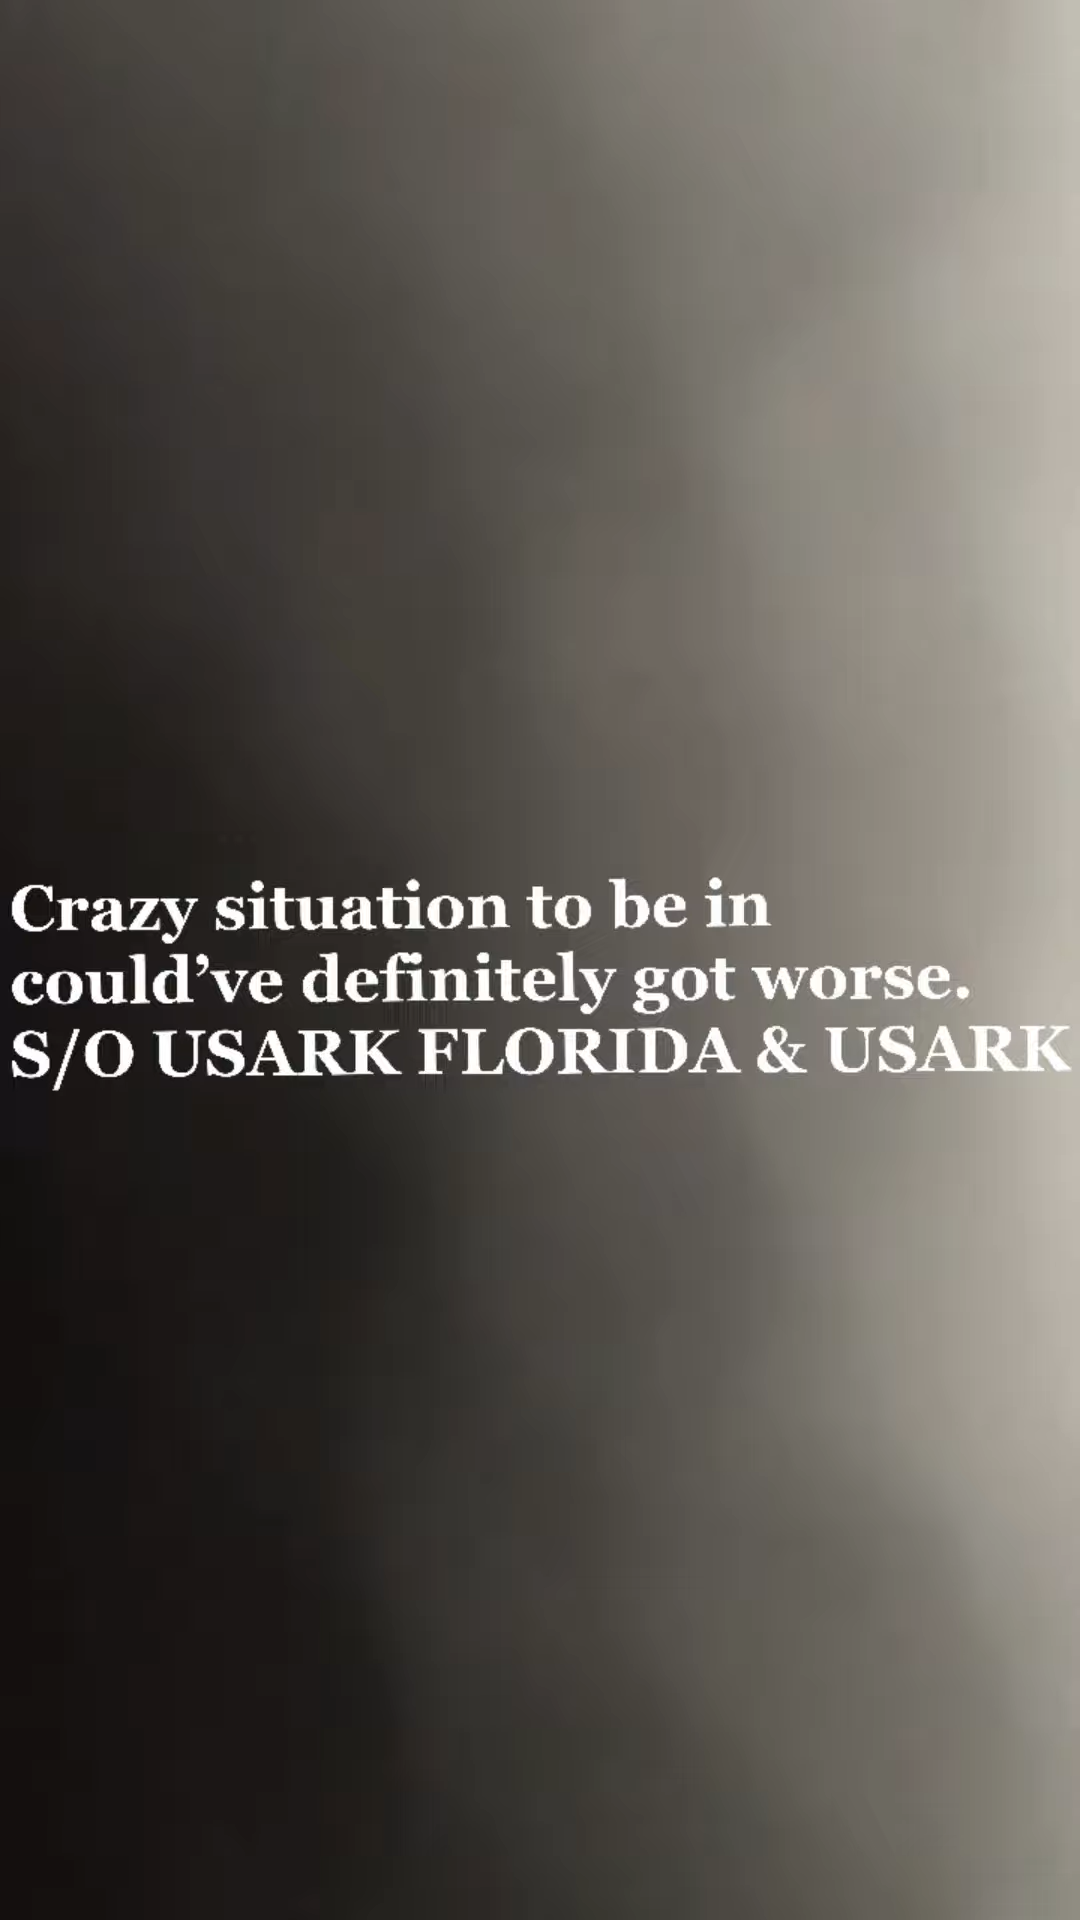 Crazy situation to be in
could’ve definitely got worse.
S/O USARK FLORIDA & USARK